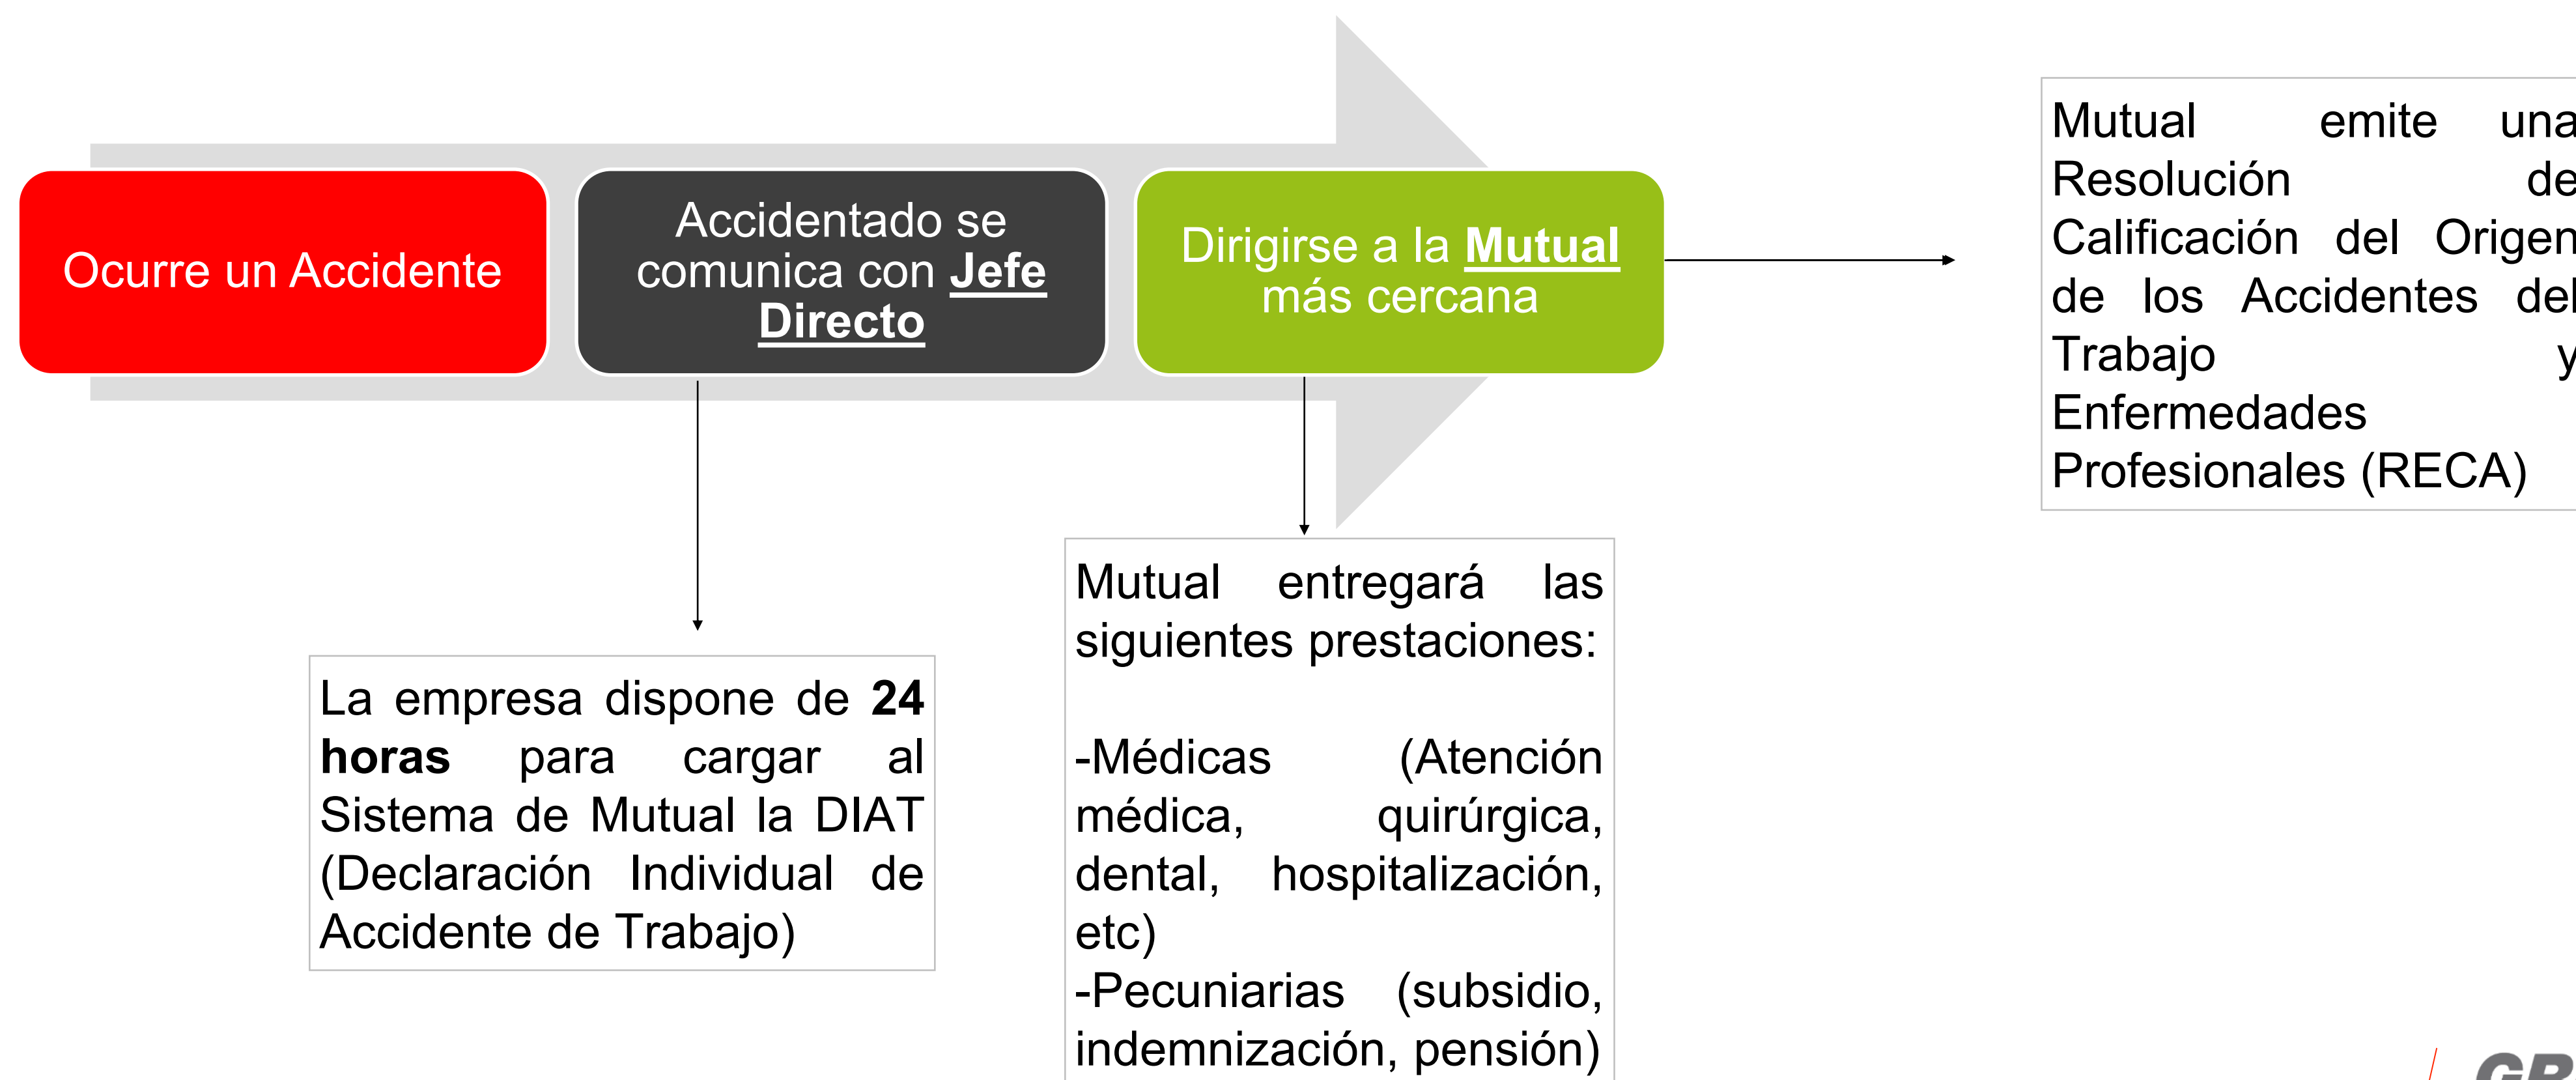 Ocurre un Accidente
Accidentado se
comunica con Jefe
Directo
Dirigirse a la Mutual
más cercana
Mutual emite una
Resolución de
Calificación del Origen
de los Accidentes del
Trabajo y
Enfermedades
Profesionales (RECA)
La empresa dispone de 24
horas para cargar al
Sistema de Mutual la DIAT
(Declaración Individual de
Accidente de Trabajo)
Mutual entregará las
siguientes prestaciones:
-Médicas (Atención
médica, quirúrgica,
dental, hospitalización,
etc)
-Pecuniarias (subsidio,
indemnización, pensión)